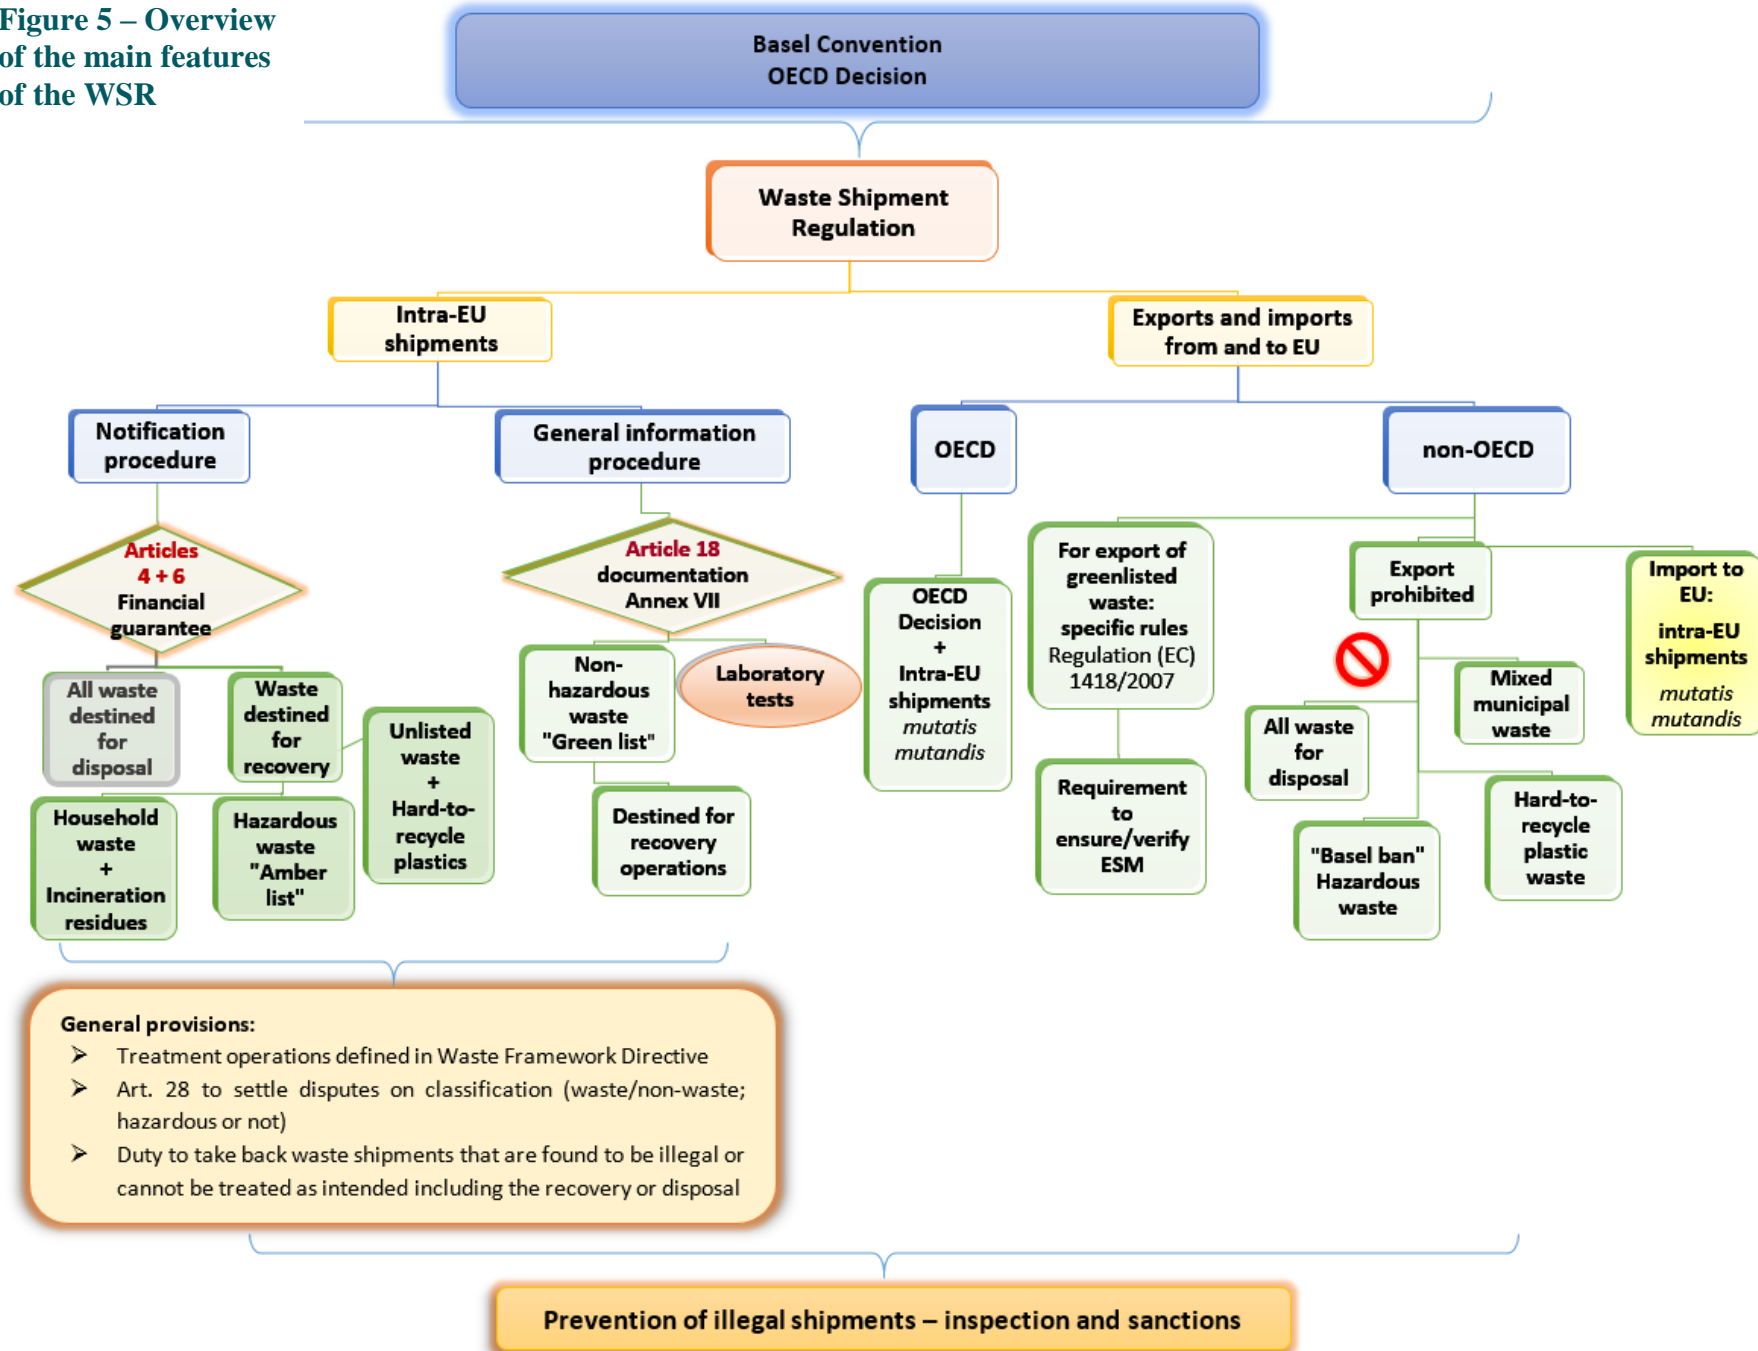 Figure 5 – Overview
of the main features
of the WSR
Basel Convention
OECD Decision
Waste Shipment
Regulation
Intra-EU
shipments
Exports and imports
from and to EU
Notification
procedure
General information
procedure
OECD
non-OECD
Articles
4 + 6
Financial
guarantee
Article 18
documentation
Annex VII
All waste
destined
for
disposal
Waste
destined
for
recovery
Unlisted
waste
+
Hard-to-
recycle
plastics
Household
waste
+
Incineration
residues
Hazardous
waste
"Amber
list"
Non-
hazardous
waste
"Green list"
Laboratory
tests
Destined for
recovery
operations
OECD
Decision
+
Intra-EU
shipments
mutatis
mutandis
For export of
greenlisted
waste:
specific rules
Regulation (EC)
1418/2007
Requirement
to
ensure/verify
ESM
Export
prohibited
All waste
for
disposal
Mixed
municipal
waste
"Basel ban"
Hazardous
waste
Hard-to-
recycle
plastic
waste
Import to
EU:
intra-EU
shipments
mutatis
mutandis
General provisions:
➢ Treatment operations defined in Waste Framework Directive
➢ Art. 28 to settle disputes on classification (waste/non-waste;
hazardous or not)
➢ Duty to take back waste shipments that are found to be illegal or
cannot be treated as intended including the recovery or disposal
Prevention of illegal shipments – inspection and sanctions